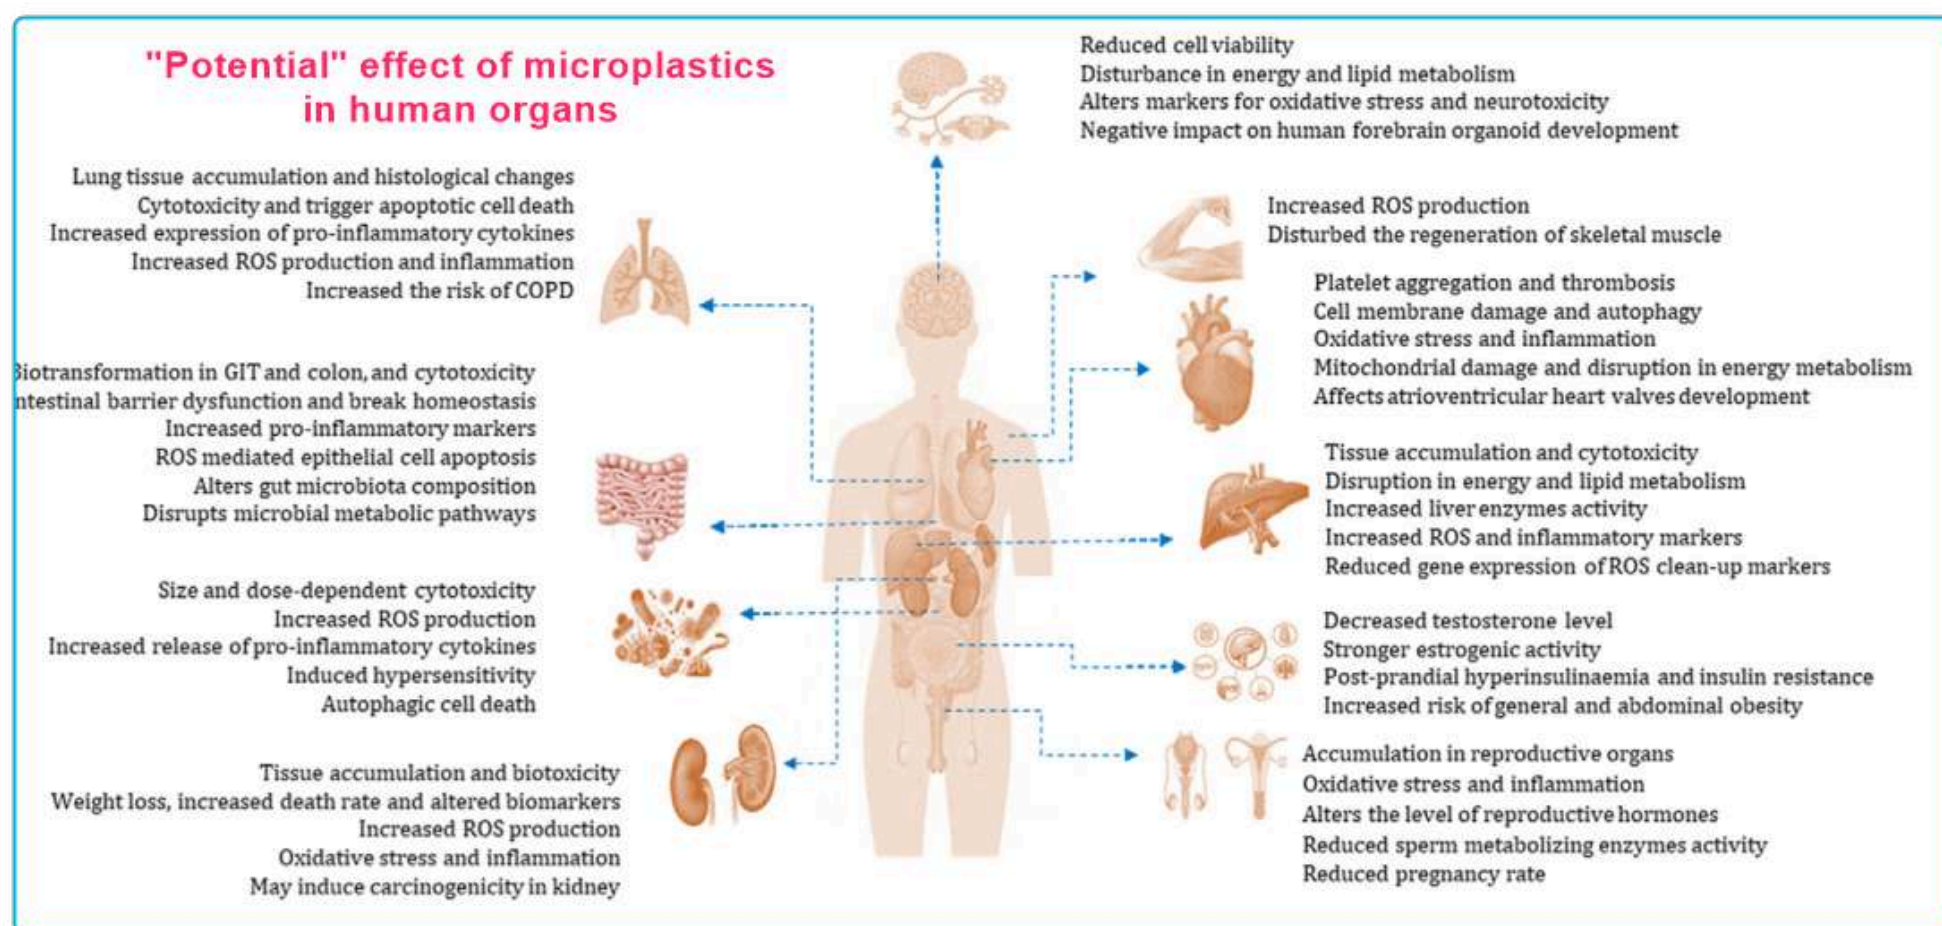 "Potential" effect of microplastics
in human organs
Reduced cell viability
Disturbance in energy and lipid metabolism
Alters markers for oxidative stress and neurotoxicity
Negative impact on human forebrain organoid development
Lung tissue accumulation and histological changes
Cytotoxicity and trigger apoptotic cell death
Increased expression of pro-inflammatory cytokines
Increased ROS production and inflammation
Increased the risk of COPD
Increased ROS production
Disturbed the regeneration of skeletal muscle
Platelet aggregation and thrombosis
Cell membrane damage and autophagy
Oxidative stress and inflammation
Mitochondrial damage and disruption in energy metabolism
Affects atrioventricular heart valves development
Biotransformation in GIT and colon, and cytotoxicity
ntestinal barrier dysfunction and break homeostasis
Increased pro-inflammatory markers
ROS mediated epithelial cell apoptosis
Alters gut microbiota composition
Disrupts microbial metabolic pathways
Tissue accumulation and cytotoxicity
Disruption in energy and lipid metabolism
Increased liver enzymes activity
Increased ROS and inflammatory markers
Reduced gene expression of ROS clean-up markers
Size and dose-dependent cytotoxicity
Increased ROS production
Increased release of pro-inflammatory cytokines
Induced hypersensitivity
Autophagic cell death
Decreased testosterone level
Stronger estrogenic activity
Post-prandial hyperinsulinaemia and insulin resistance
Increased risk of general and abdominal obesity
Tissue accumulation and biotoxicity
Weight loss, increased death rate and altered biomarkers
Increased ROS production
Oxidative stress and inflammation
May induce carcinogenicity in kidney
Accumulation in reproductive organs
Oxidative stress and inflammation
Alters the level of reproductive hormones
Reduced sperm metabolizing enzymes activity
Reduced pregnancy rate